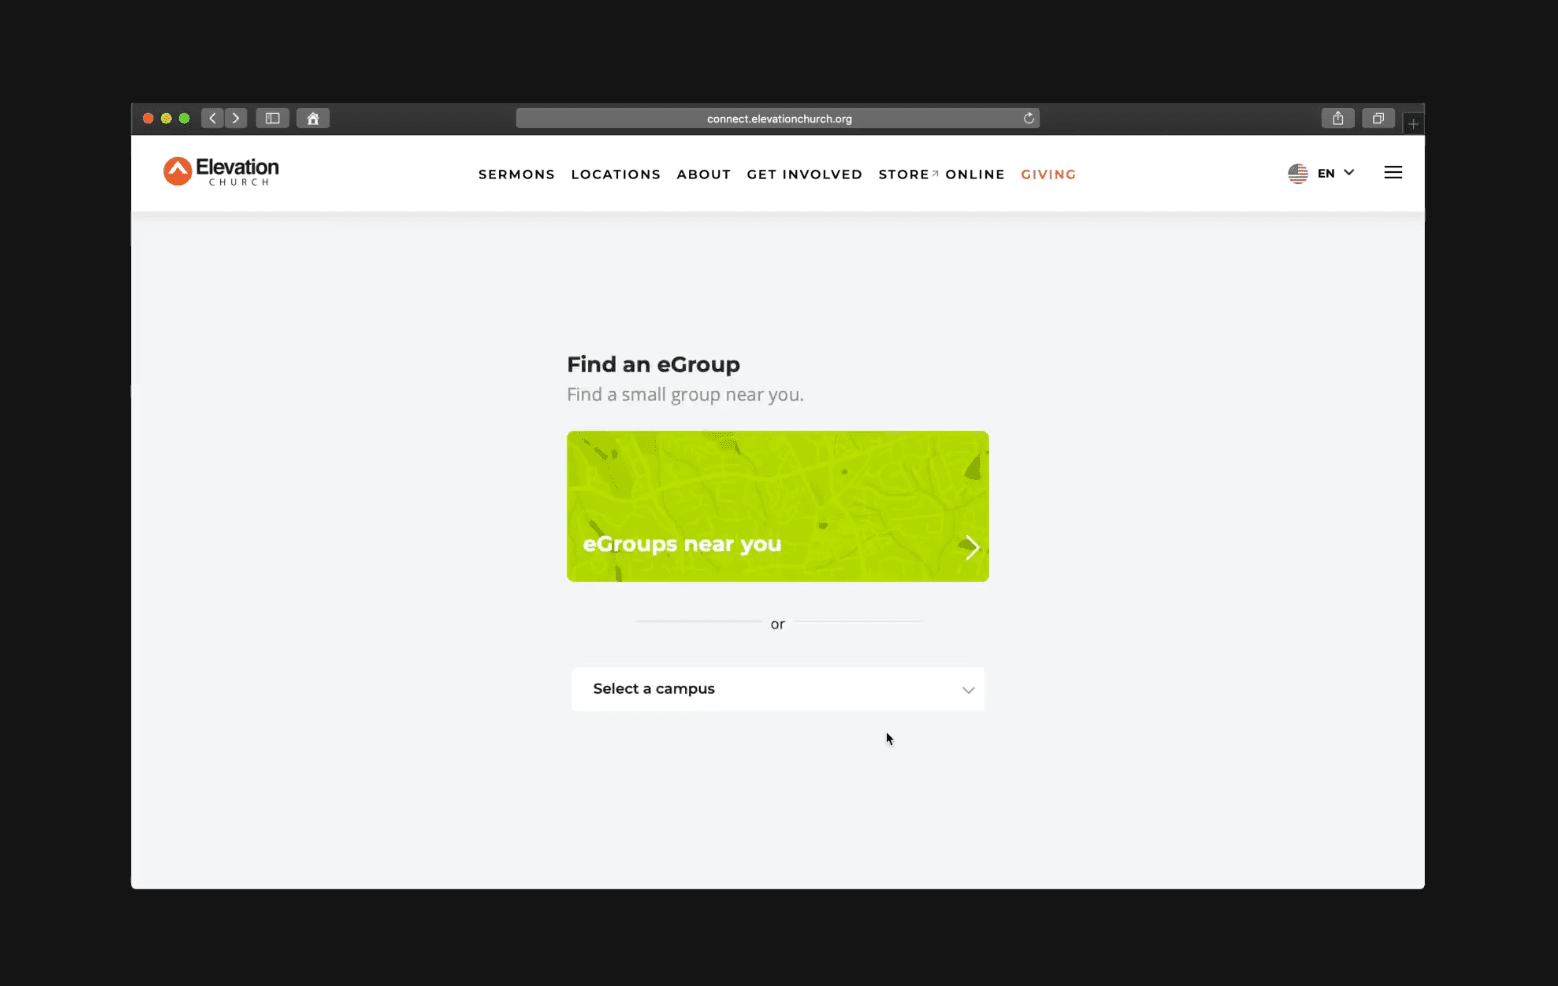 connect.elevationchurch.org
Elevation
CHURCH
SERMONS LOCATIONS ABOUT GET INVOLVED STORE ONLINE GIVING
EN
Find an eGroup
Find a small group near you.
eGroups near you
or
Select a campus